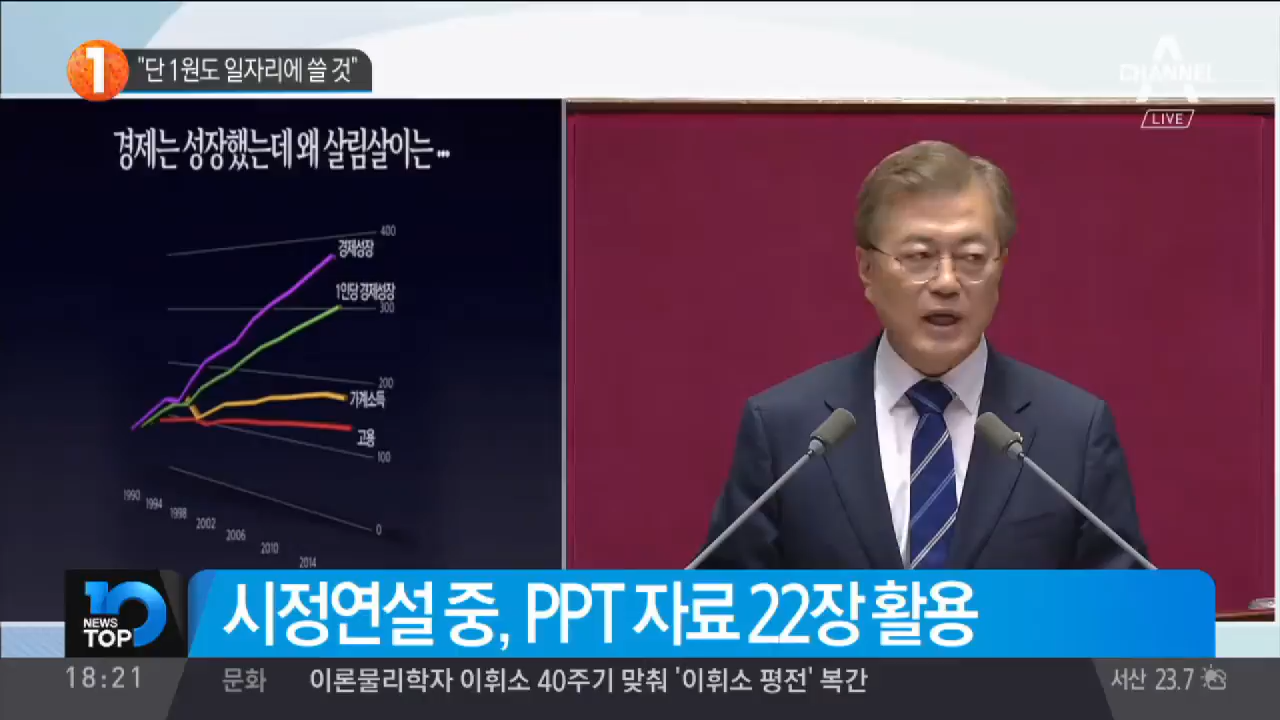 1 "단 1원도 일자리에 쓸 것"
CHANNEL A
LIVE
경제는 성장했는데 왜 살림살이는...
400
경제성장
1인당 경제성장
300
200
가계소득
고용
100
0
1990
1994
1998
2002
2006
2010
2014
NEWS
TOP 10
시정연설 중, PPT 자료 22장 활용
18:21 문화 이론물리학자 이휘소 40주기 맞춰 '이휘소 평전' 복간 서산 23.7